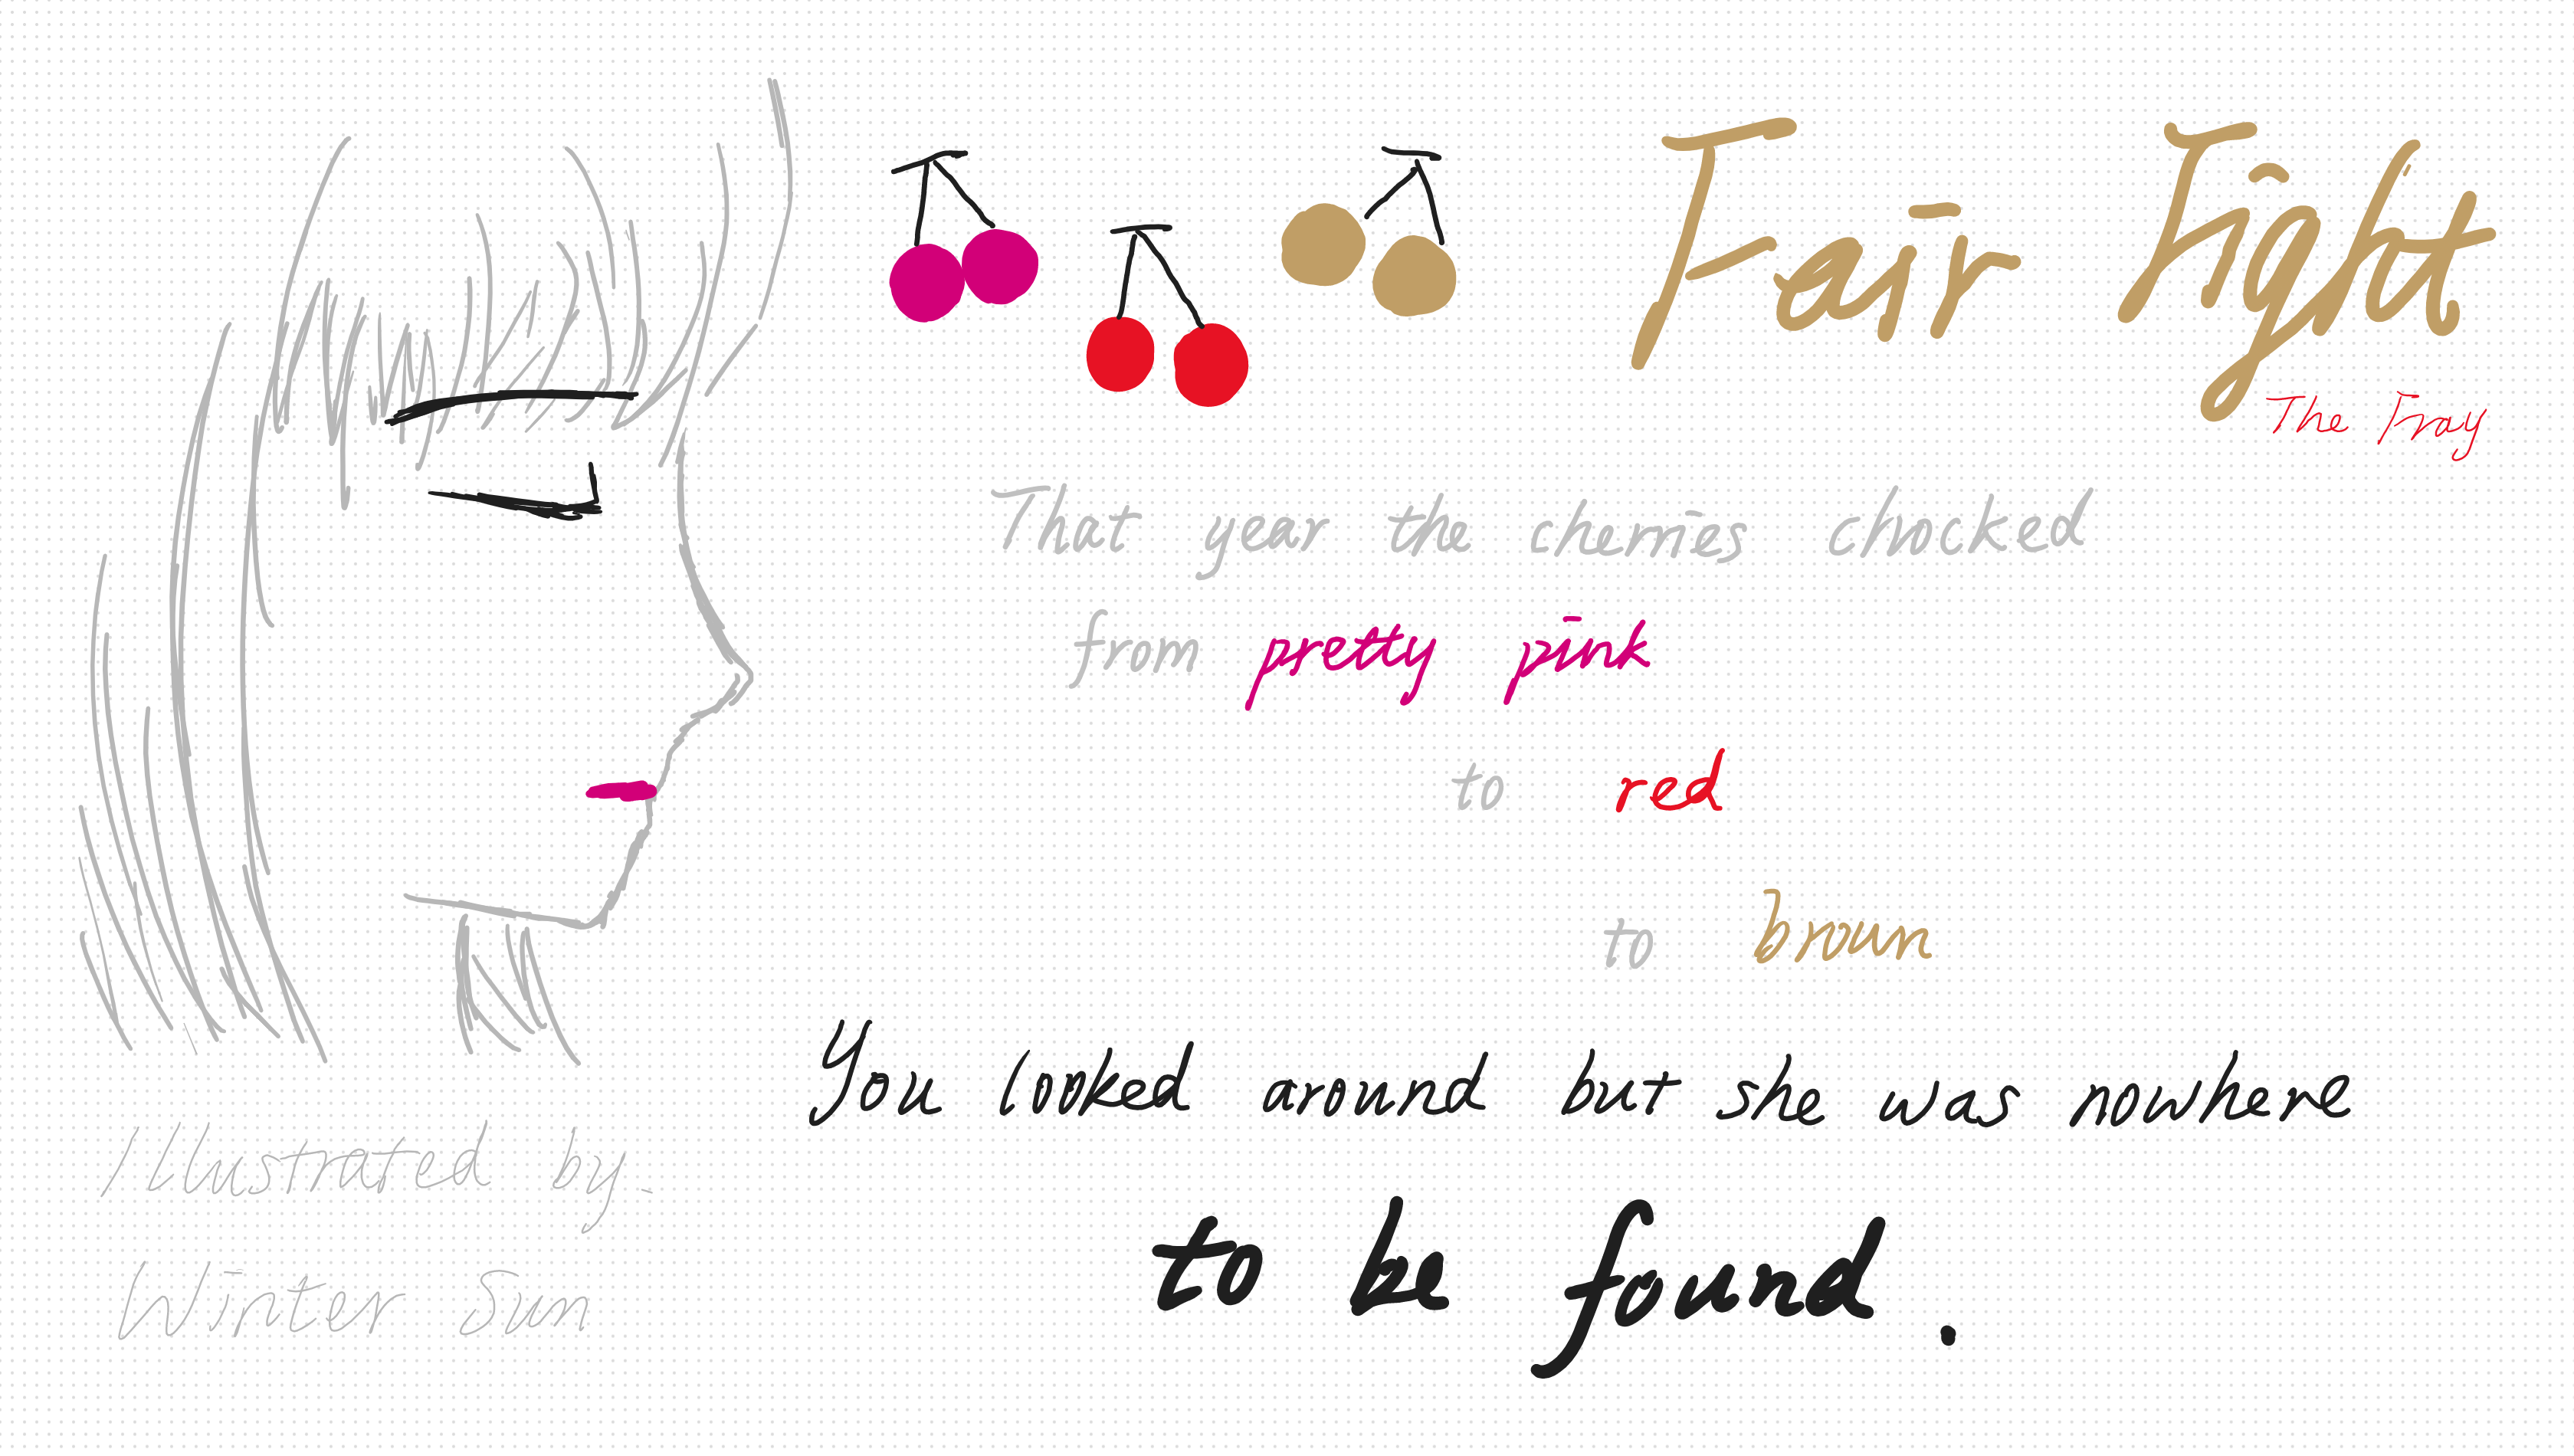 Fair Fight
The Fray
That year the cherries chocked
from pretty pink
to red
to brown
You looked around but she was nowhere
to be found.
Illustrated by.
Winter Sun